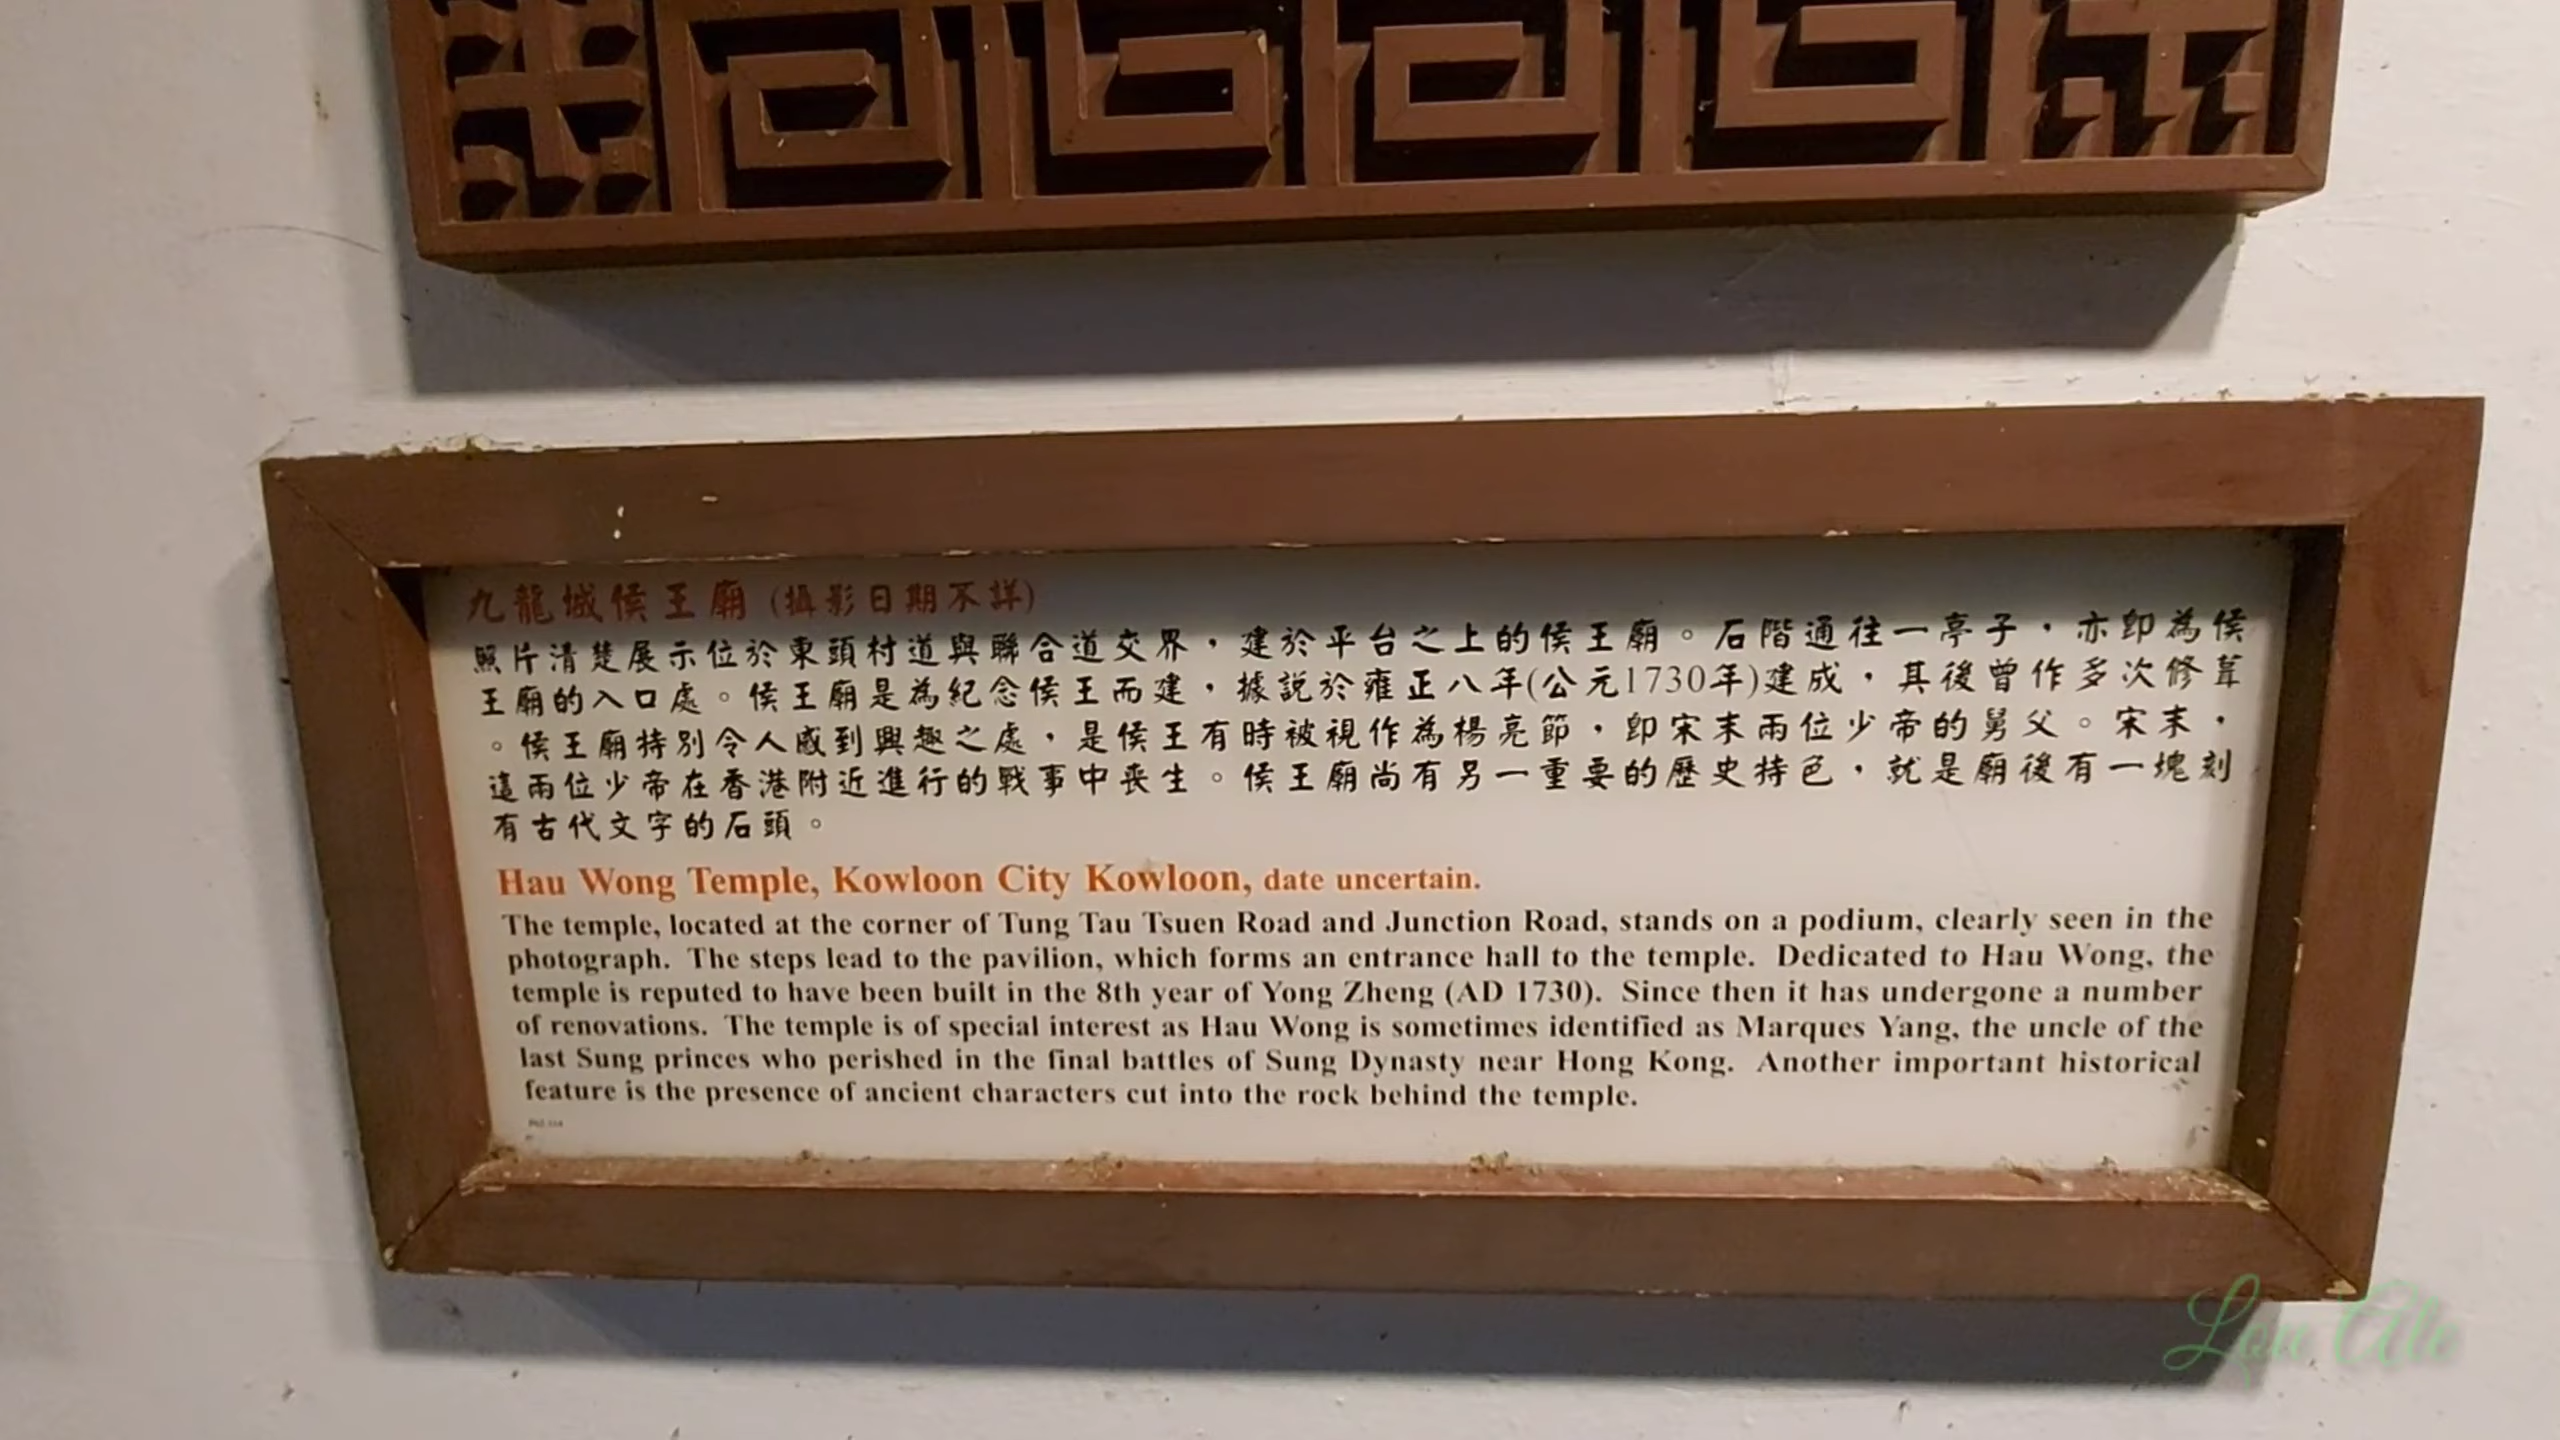 九龍城侯王廟 (攝影日期不詳)
照片清楚展示位於東頭村道與聯合道交界，建於平台之上的侯王廟。石階通往一亭子，亦即為侯
王廟的入口處。侯王廟是為紀念侯王而建，據說於雍正八年(公元1730年)建成，其後曾作多次修葺
。侯王廟特別令人感到興趣之處，是侯王有時被視作為楊亮節，即宋末兩位少帝的舅父。宋末，
這兩位少帝在香港附近進行的戰事中喪生。侯王廟尚有另一重要的歷史特色，就是廟後有一塊刻
有古代文字的石頭。
Hau Wong Temple, Kowloon City Kowloon, date uncertain.
The temple, located at the corner of Tung Tau Tsuen Road and Junction Road, stands on a podium, clearly seen in the
photograph. The steps lead to the pavilion, which forms an entrance hall to the temple. Dedicated to Hau Wong, the
temple is reputed to have been built in the 8th year of Yong Zheng (AD 1730). Since then it has undergone a number
of renovations. The temple is of special interest as Hau Wong is sometimes identified as Marques Yang, the uncle of the
last Sung princes who perished in the final battles of Sung Dynasty near Hong Kong. Another important historical
feature is the presence of ancient characters cut into the rock behind the temple.